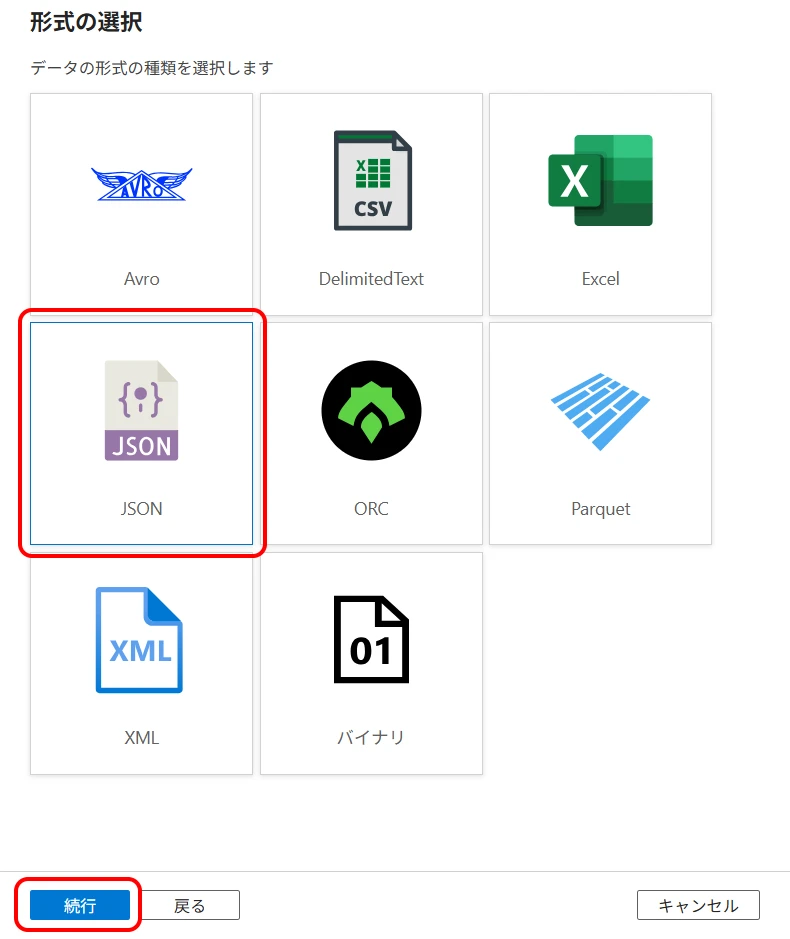 形式の選択
データの形式の種類を選択します
AVRO
X
CSV
X
Avro
DelimitedText
Excel
{ }
JSON
JSON
ORC
Parquet
XML
01
XML
バイナリ
続行
戻る
キャンセル